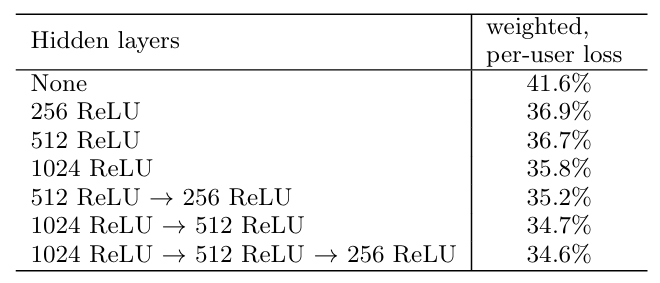 Hidden layers weighted,
per-user loss
None 41.6%
256 ReLU 36.9%
512 ReLU 36.7%
1024 ReLU 35.8%
512 ReLU → 256 ReLU 35.2%
1024 ReLU → 512 ReLU 34.7%
1024 ReLU → 512 ReLU → 256 ReLU 34.6%